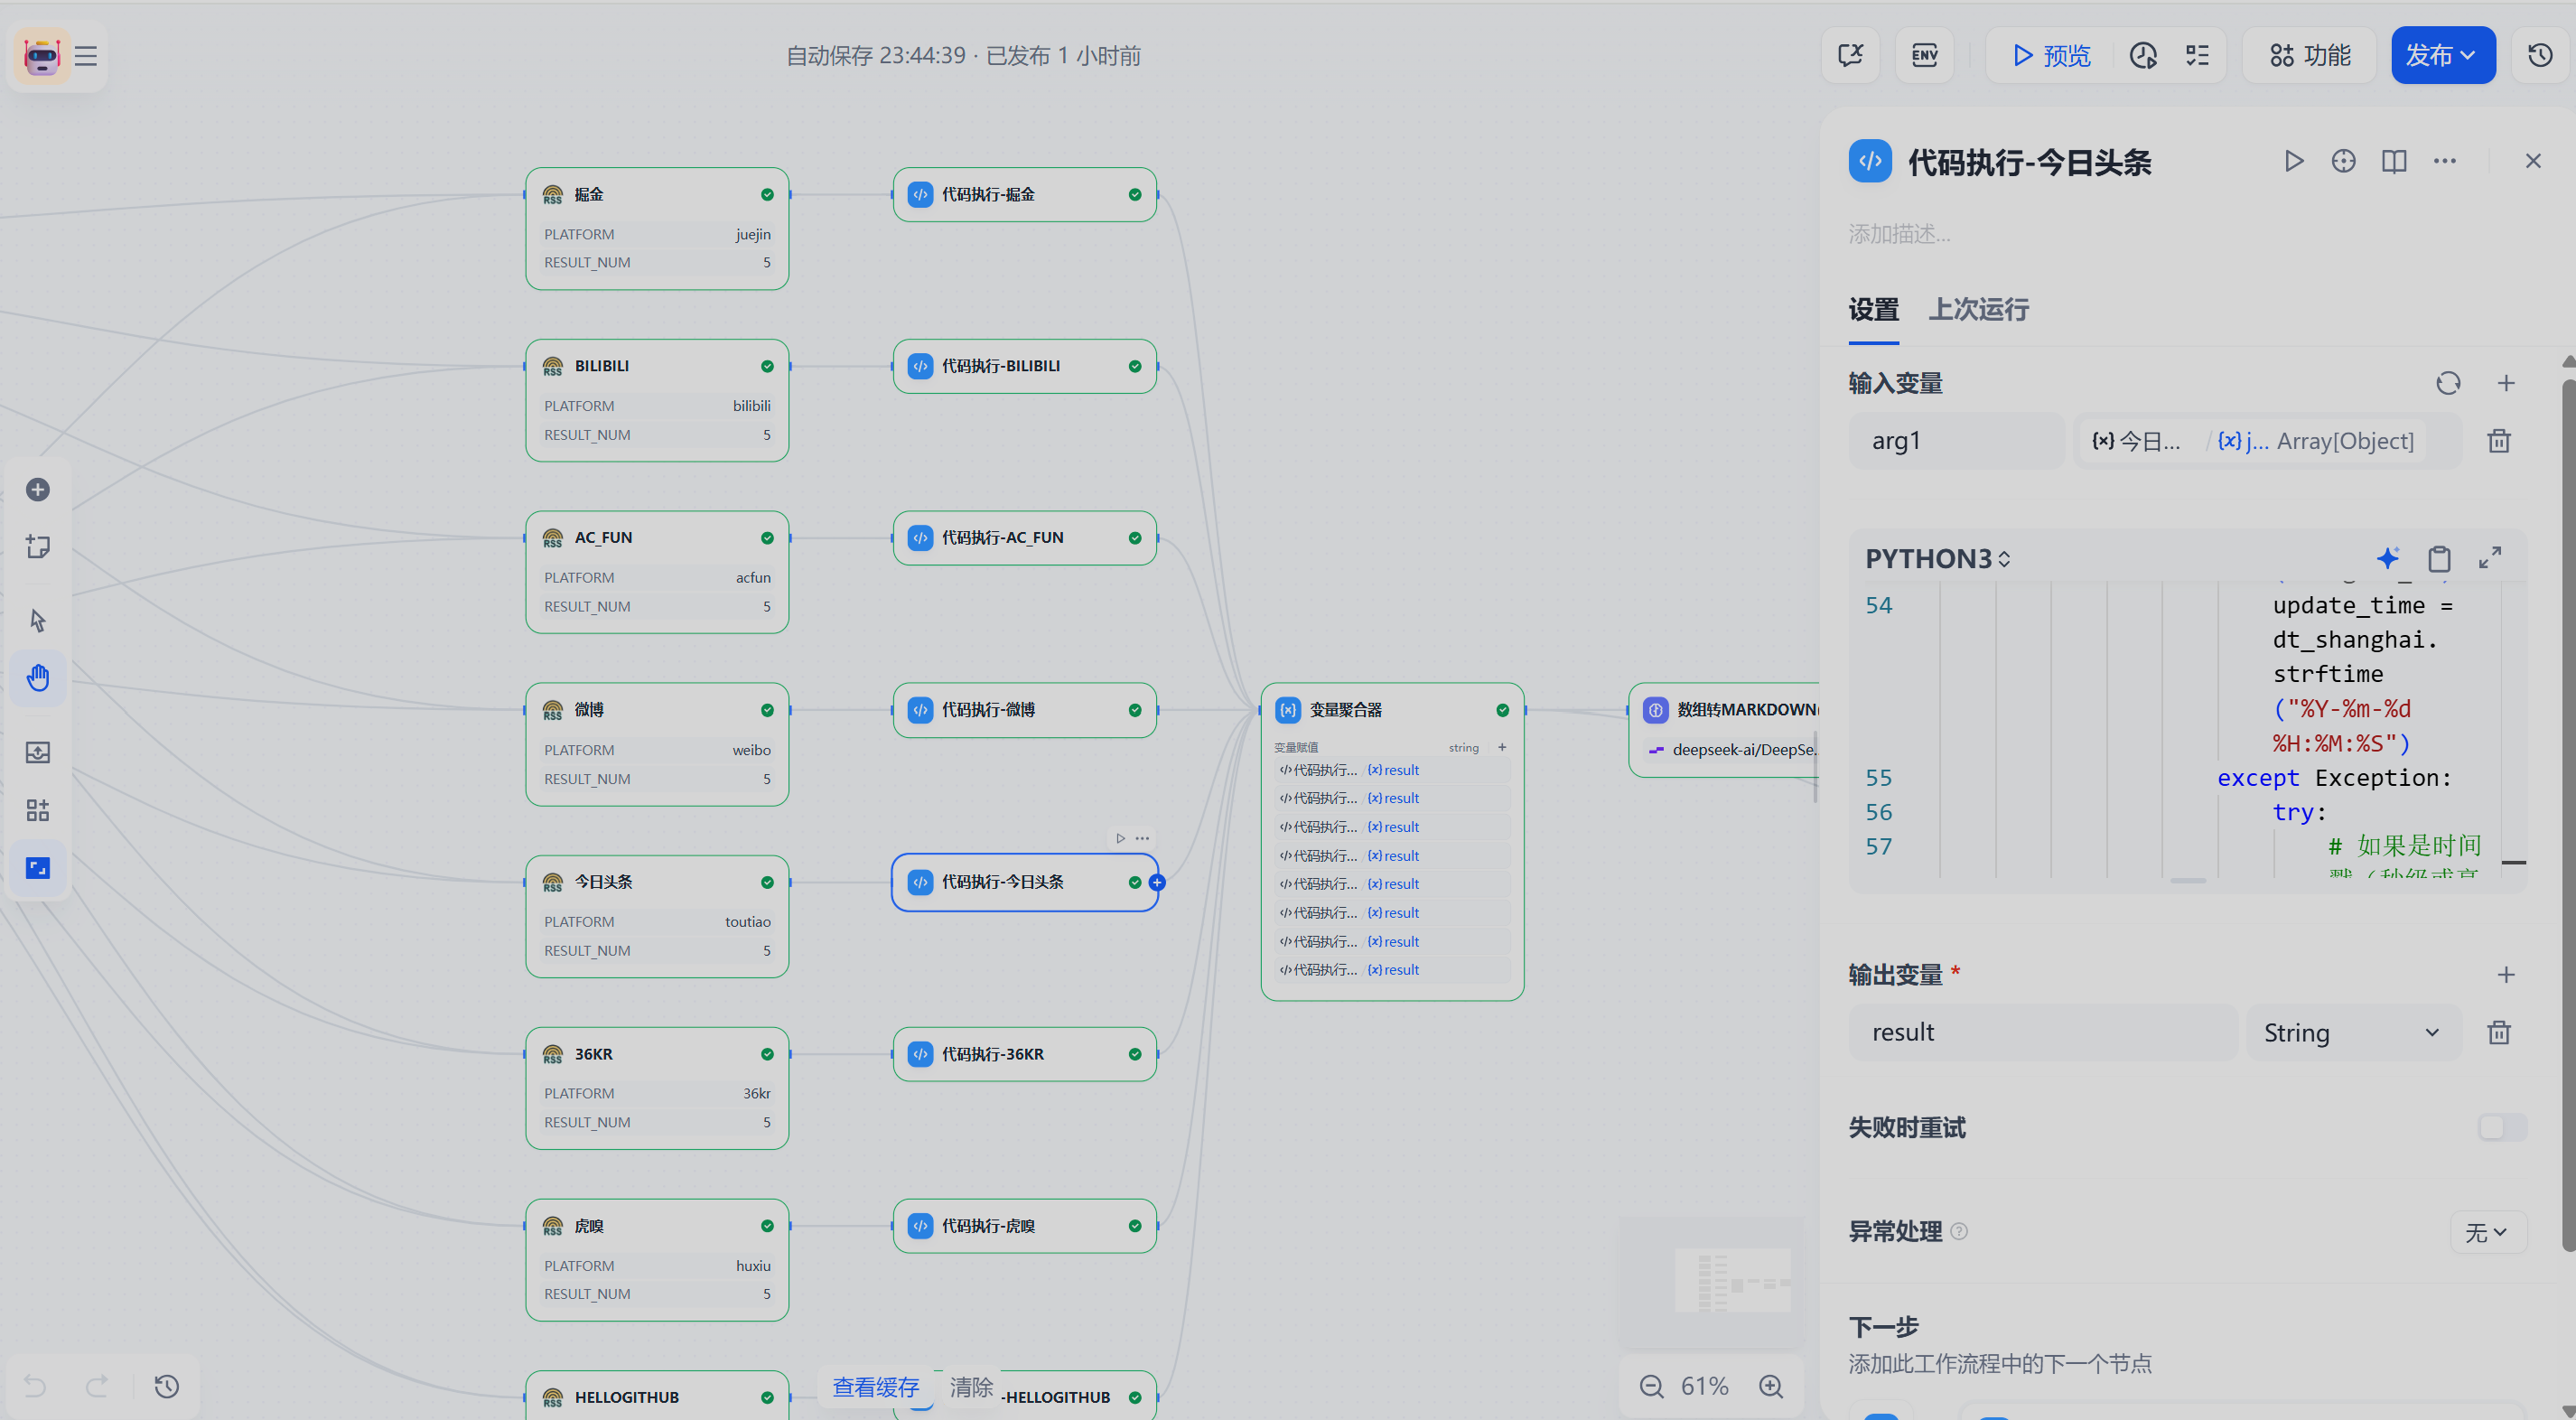 自动保存 23:44:39 · 已发布 1 小时前
ENV
预览
功能
发布
RSS 掘金
PLATFORM juejin
RESULT_NUM 5
代码执行-掘金
RSS BILIBILI
PLATFORM bilibili
RESULT_NUM 5
代码执行-BILIBILI
RSS AC_FUN
PLATFORM acfun
RESULT_NUM 5
代码执行-AC_FUN
RSS 微博
PLATFORM weibo
RESULT_NUM 5
代码执行-微博
RSS 今日头条
PLATFORM toutiao
RESULT_NUM 5
代码执行-今日头条
RSS 36KR
PLATFORM 36kr
RESULT_NUM 5
代码执行-36KR
RSS 虎嗅
PLATFORM huxiu
RESULT_NUM 5
代码执行-虎嗅
RSS HELLOGITHUB
查看缓存 清除
-HELLOGITHUB
{x} 变量聚合器
变量赋值 string +
代码执行... / {x} result
代码执行... / {x} result
代码执行... / {x} result
代码执行... / {x} result
代码执行... / {x} result
代码执行... / {x} result
代码执行... / {x} result
代码执行... / {x} result
数组转MARKDOWN
deepseek-ai/DeepSe...
61%
代码执行-今日头条
添加描述...
设置 上次运行
输入变量
arg1 {x} 今日... / {x} j... Array[Object]
PYTHON3
54 update_time =
dt_shanghai.
strftime
("%Y-%m-%d
%H:%M:%S")
55 except Exception:
56 try:
57 # 如果是时间
输出变量 *
result String
失败时重试
异常处理 无
下一步
添加此工作流程中的下一个节点